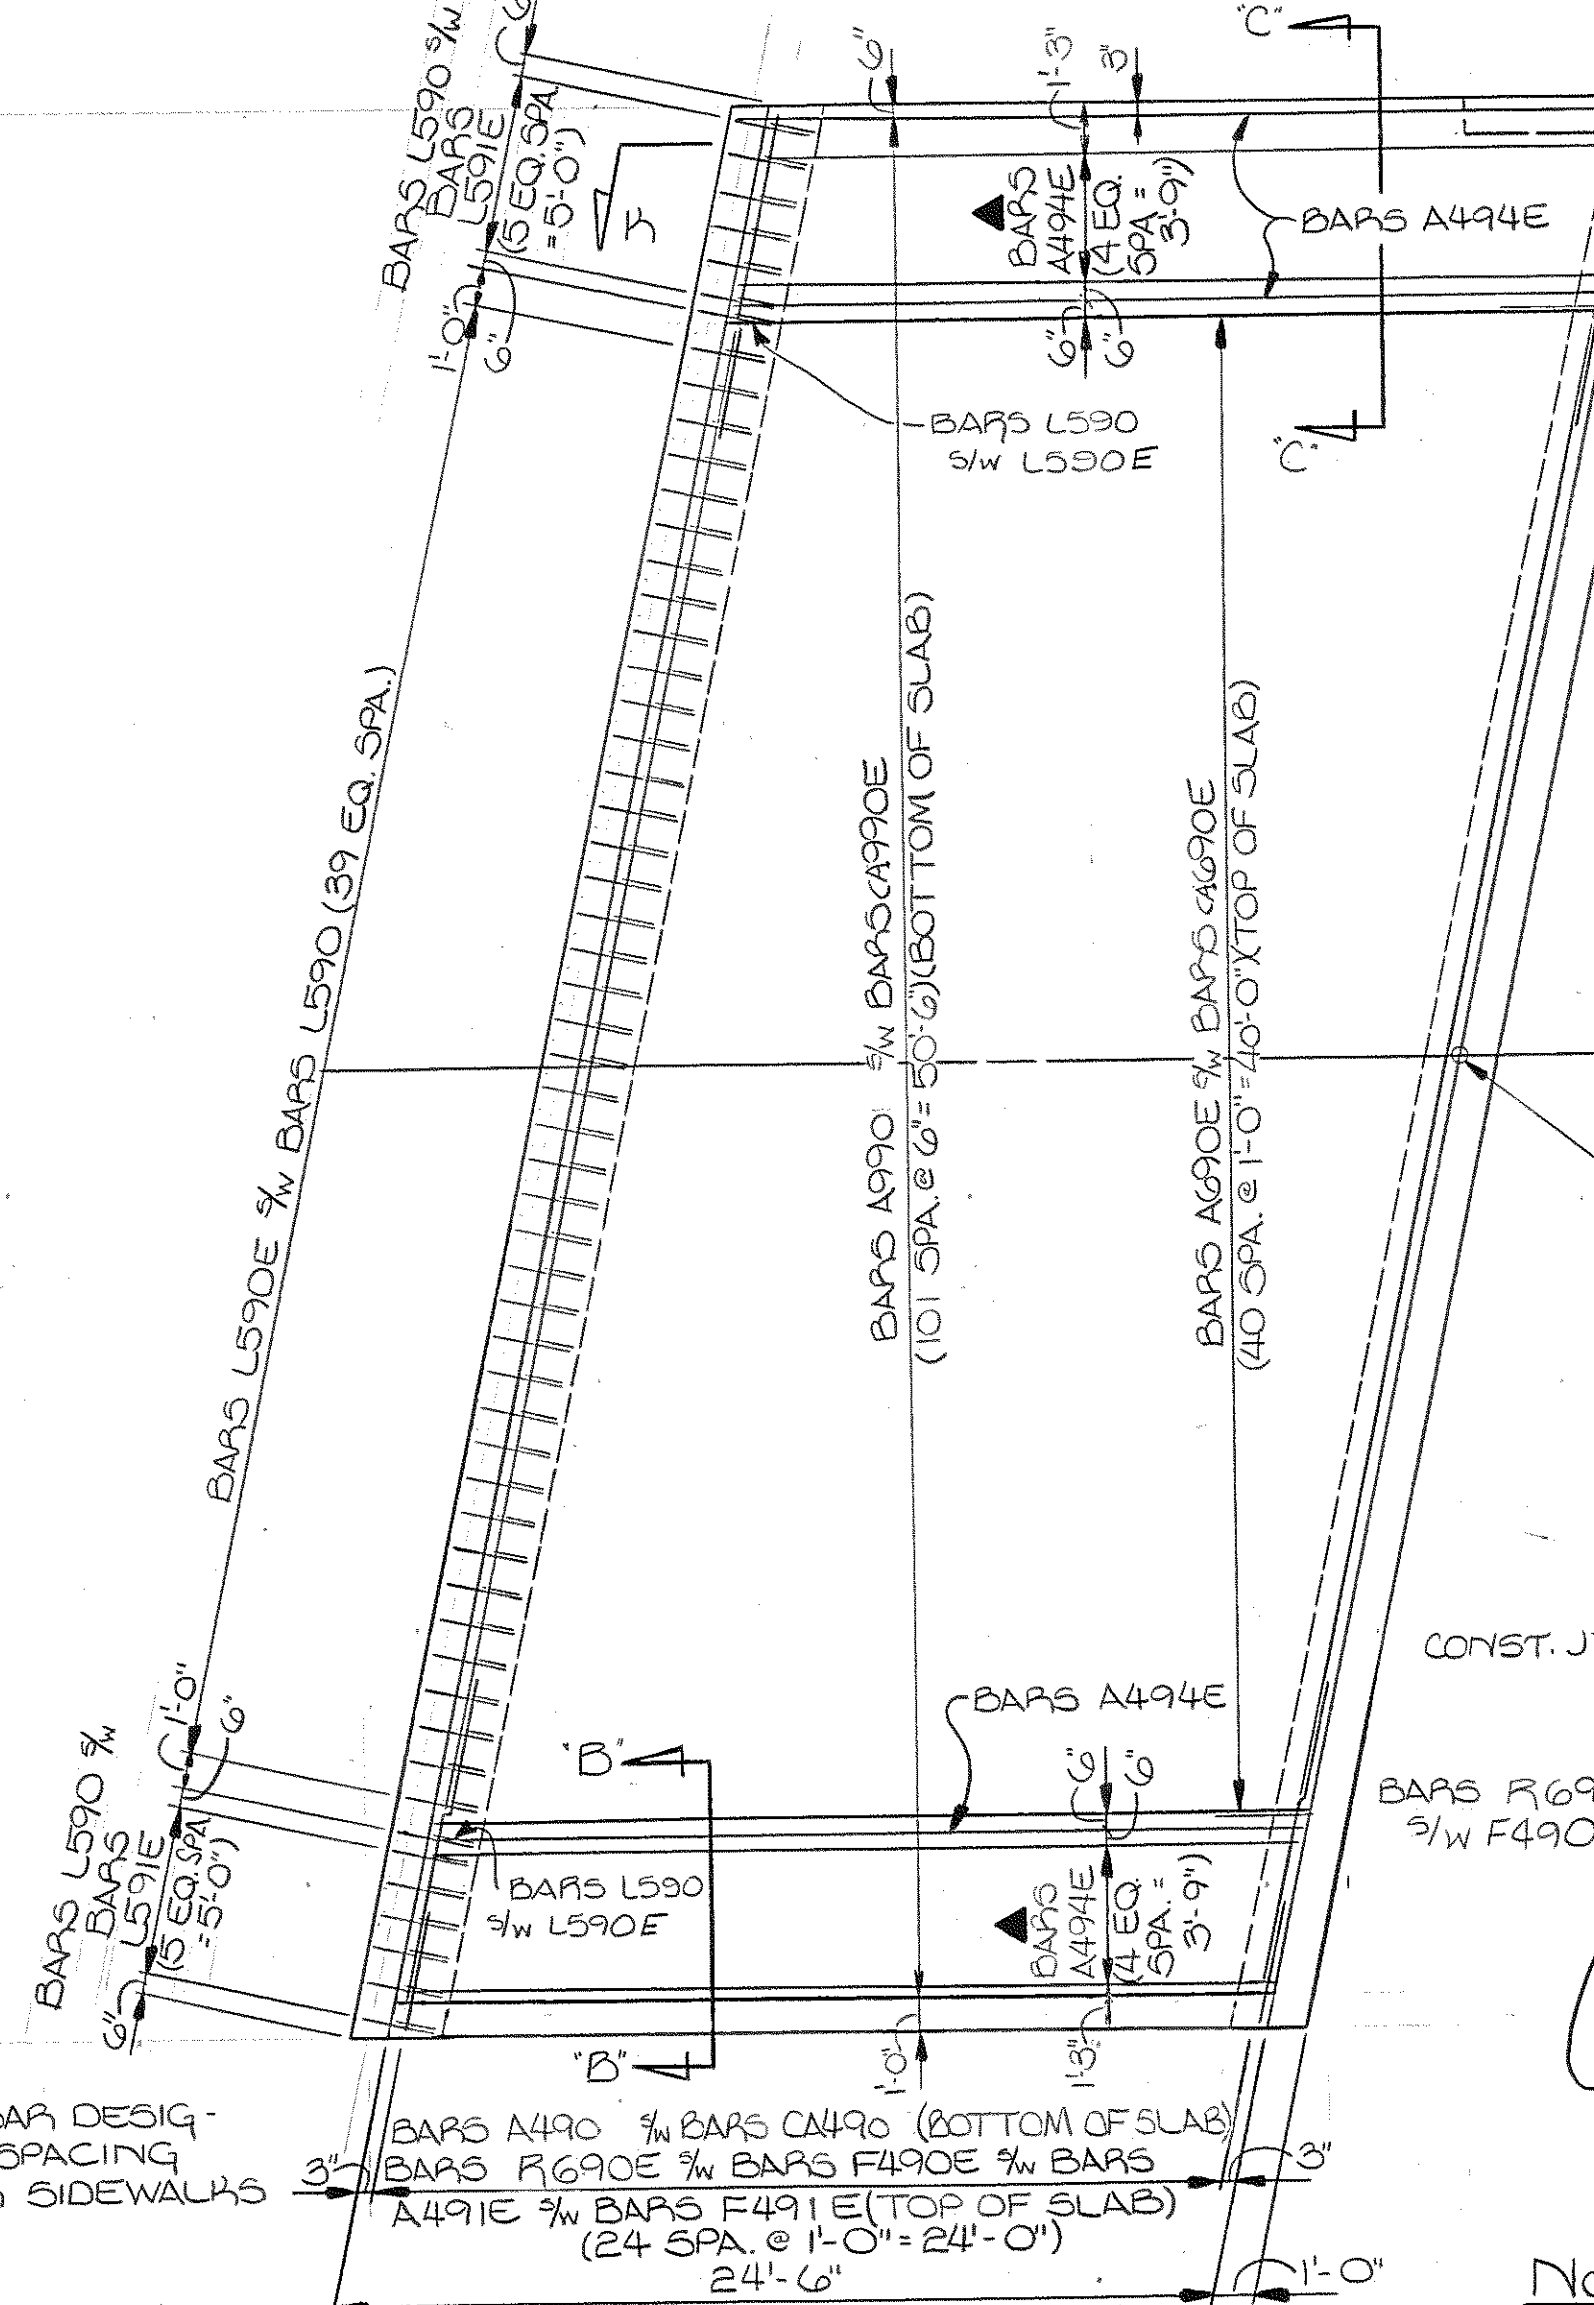 "C"
BARS L590 S/W
BARS
L591E
(5 EQ. SPA.
= 5'-0")
6"
1'-3"
3"
BARS
A494E
(4 EQ.
SPA =
3'-9")
BARS A494E
1'-0"
6"
6"
6"
BARS L590
S/W L590E
"C"
BARS L590E S/W BARS L590 (39 EQ. SPA.)
BARS A990 S/W BARS CA990E
(101 SPA. @ 6" = 50'-6")(BOTTOM OF SLAB)
BARS A690E S/W BARS CA690E
(40 SPA. @ 1'-0" = 40'-0")(TOP OF SLAB)
CONST. J
BARS A494E
"B"
1'-0"
6"
6"
6"
BARS R69
S/W F490
BARS L590 S/W
BARS
L591E
(5 EQ. SPA.
= 5'-0")
6"
BARS L590
S/W L590E
BARS
A494E
(4 EQ.
SPA. =
3'-9")
"B"
1'-0"
1'-3"
AR DESIG-
SPACING
SIDEWALKS
BARS A490 S/W BARS CA490 (BOTTOM OF SLAB)
3"
BARS R690E S/W BARS F490E S/W BARS
3"
A491E S/W BARS F491E (TOP OF SLAB)
(24 SPA. @ 1'-0" = 24'-0")
24'-6"
1'-0"
No